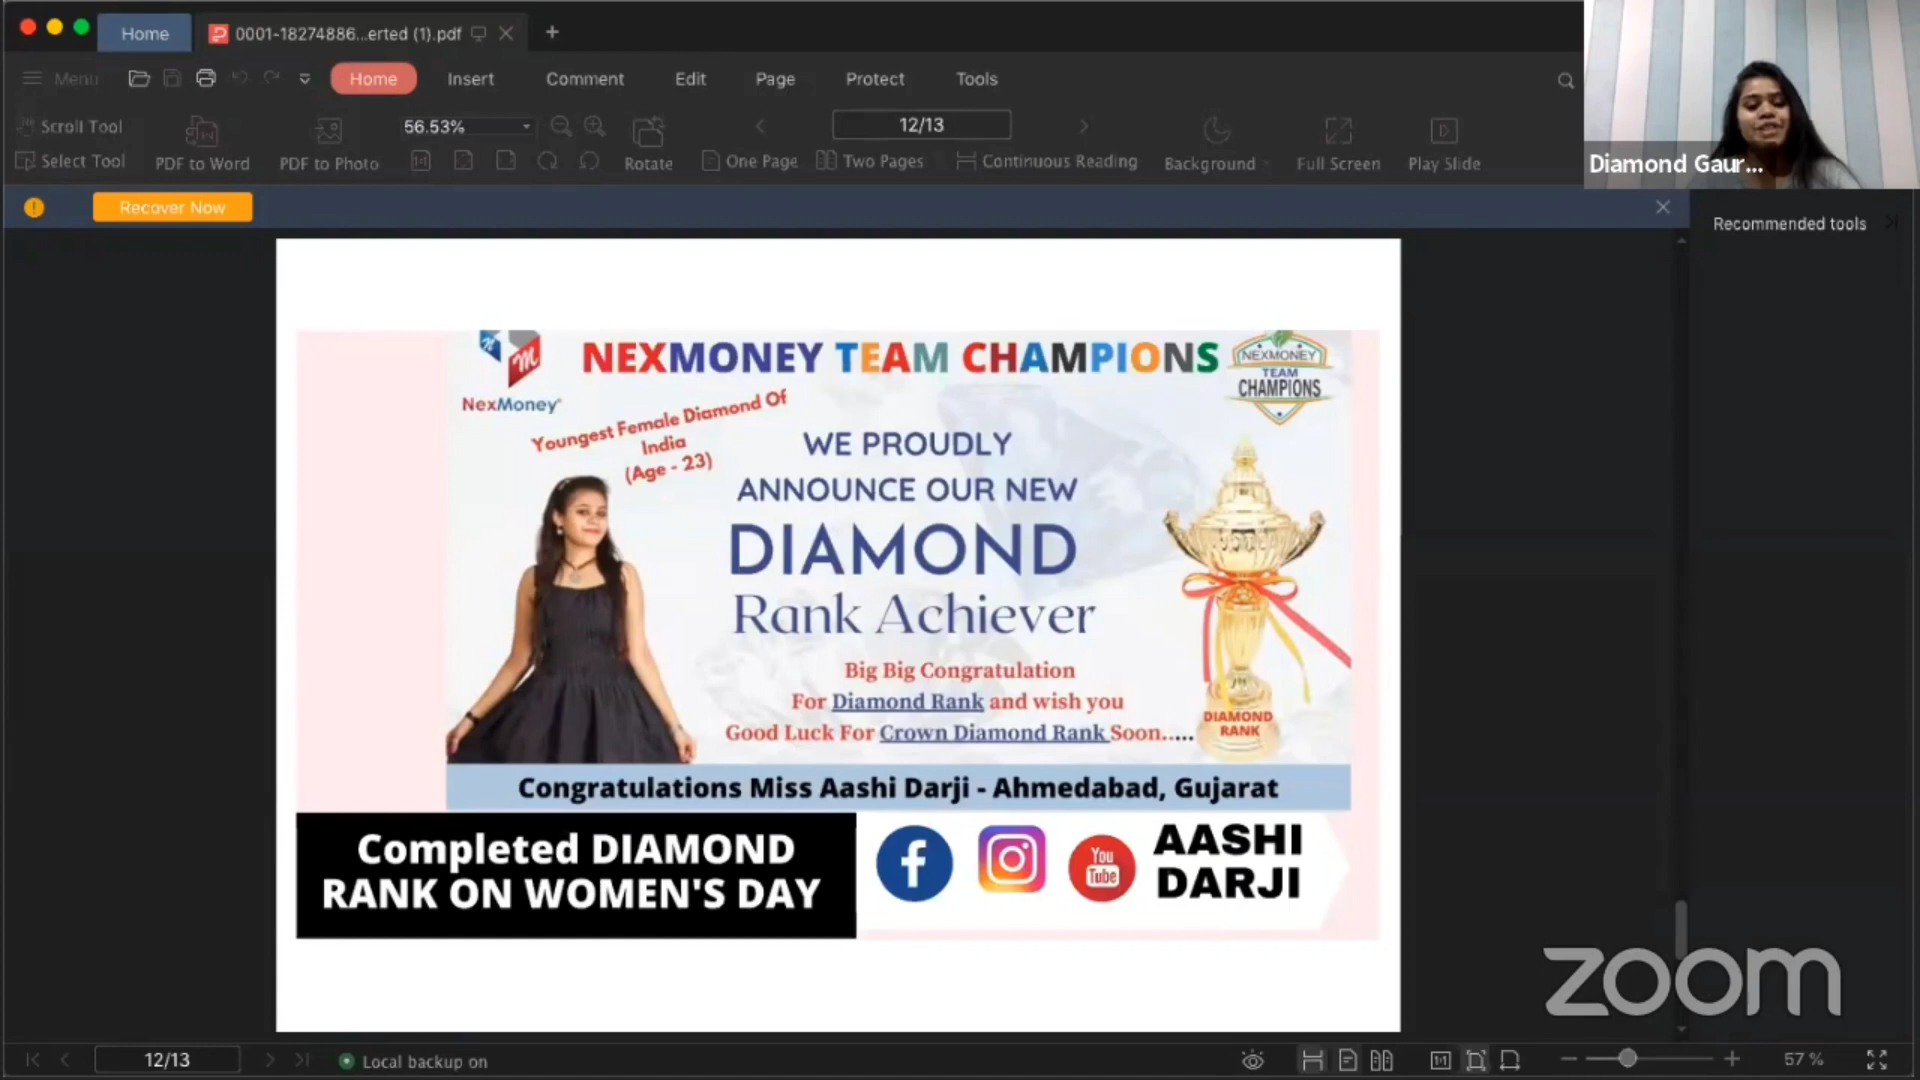 Home
0001-18274886...erted (1).pdf
Menu
Home
Insert
Comment
Edit
Page
Protect
Tools
Scroll Tool
Select Tool
PDF to Word
PDF to Photo
56.53%
Rotate
12/13
One Page
Two Pages
Continuous Reading
Background
Full Screen
Play Slide
Diamond Gaur...
Recover Now
Recommended tools
NexMoney
NEXMONEY TEAM CHAMPIONS
NEXMONEY
TEAM
CHAMPIONS
Youngest Female Diamond Of
India
(Age - 23)
WE PROUDLY
ANNOUNCE OUR NEW
DIAMOND
Rank Achiever
Big Big Congratulation
For Diamond Rank and wish you
Good Luck For Crown Diamond Rank Soon.....
DIAMOND
RANK
Congratulations Miss Aashi Darji - Ahmedabad, Gujarat
Completed DIAMOND
RANK ON WOMEN'S DAY
You
Tube
AASHI
DARJI
zoom
12/13
Local backup on
57 %